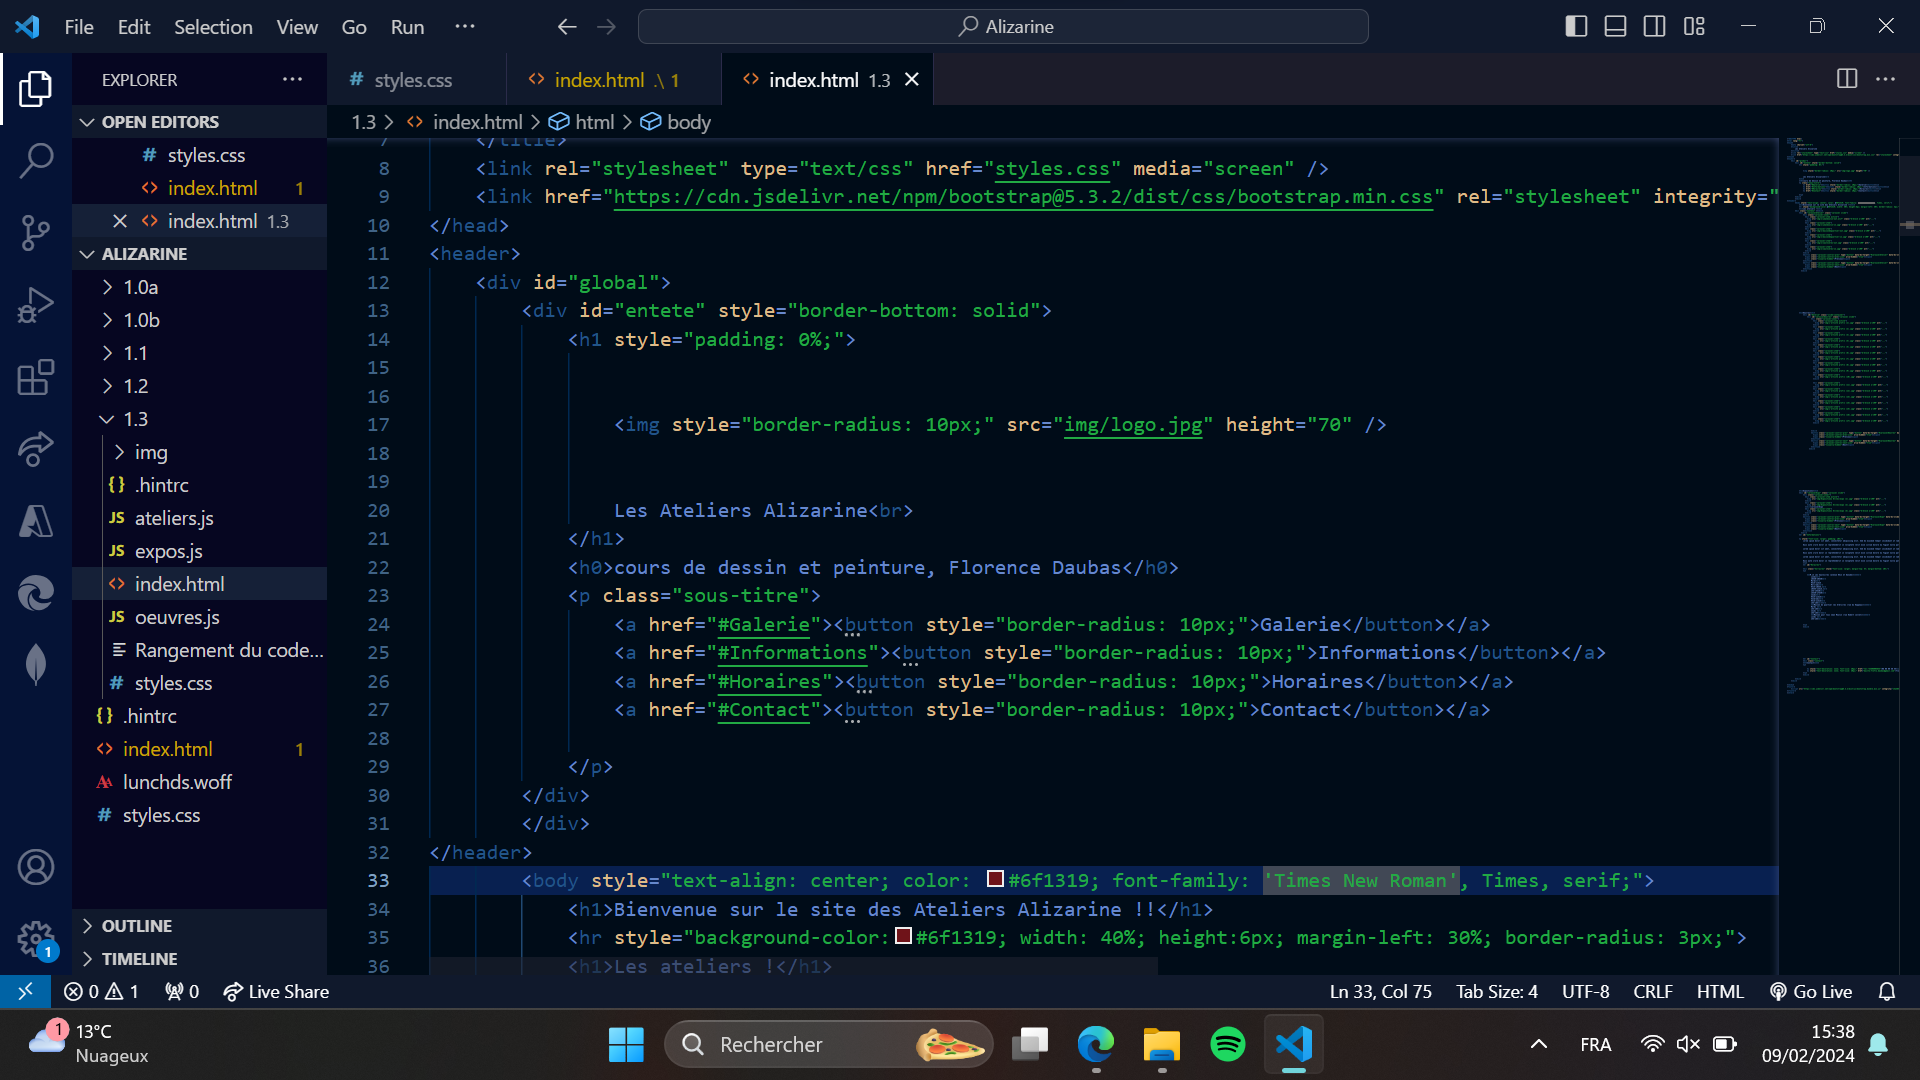 File Edit Selection View Go Run ··· Alizarine
EXPLORER ···
OPEN EDITORS
# styles.css
<> index.html 1
<> index.html 1.3
ALIZARINE
1.0a
1.0b
1.1
1.2
1.3
img
{} .hintrc
JS ateliers.js
JS expos.js
<> index.html
JS oeuvres.js
Rangement du code...
# styles.css
{} .hintrc
<> index.html 1
lunchds.woff
# styles.css
OUTLINE
TIMELINE
1
# styles.css <> index.html .\ 1 <> index.html 1.3
1.3 > <> index.html > html > body
7 </title>
8 <link rel="stylesheet" type="text/css" href="styles.css" media="screen" />
9 <link href="https://cdn.jsdelivr.net/npm/bootstrap@5.3.2/dist/css/bootstrap.min.css" rel="stylesheet" integrity="
10 </head>
11 <header>
12 <div id="global">
13 <div id="entete" style="border-bottom: solid">
14 <h1 style="padding: 0%;">
15
16
17 <img style="border-radius: 10px;" src="img/logo.jpg" height="70" />
18
19
20 Les Ateliers Alizarine<br>
21 </h1>
22 <h0>cours de dessin et peinture, Florence Daubas</h0>
23 <p class="sous-titre">
24 <a href="#Galerie"><button style="border-radius: 10px;">Galerie</button></a>
25 <a href="#Informations"><button style="border-radius: 10px;">Informations</button></a>
26 <a href="#Horaires"><button style="border-radius: 10px;">Horaires</button></a>
27 <a href="#Contact"><button style="border-radius: 10px;">Contact</button></a>
28
29 </p>
30 </div>
31 </div>
32 </header>
33 <body style="text-align: center; color: #6f1319; font-family: 'Times New Roman', Times, serif;">
34 <h1>Bienvenue sur le site des Ateliers Alizarine !!</h1>
35 <hr style="background-color: #6f1319; width: 40%; height:6px; margin-left: 30%; border-radius: 3px;">
36 <h1>Les ateliers !</h1>
0 1 0 Live Share Ln 33, Col 75 Tab Size: 4 UTF-8 CRLF HTML Go Live
1 13°C
Nuageux
Rechercher
FRA
15:38
09/02/2024